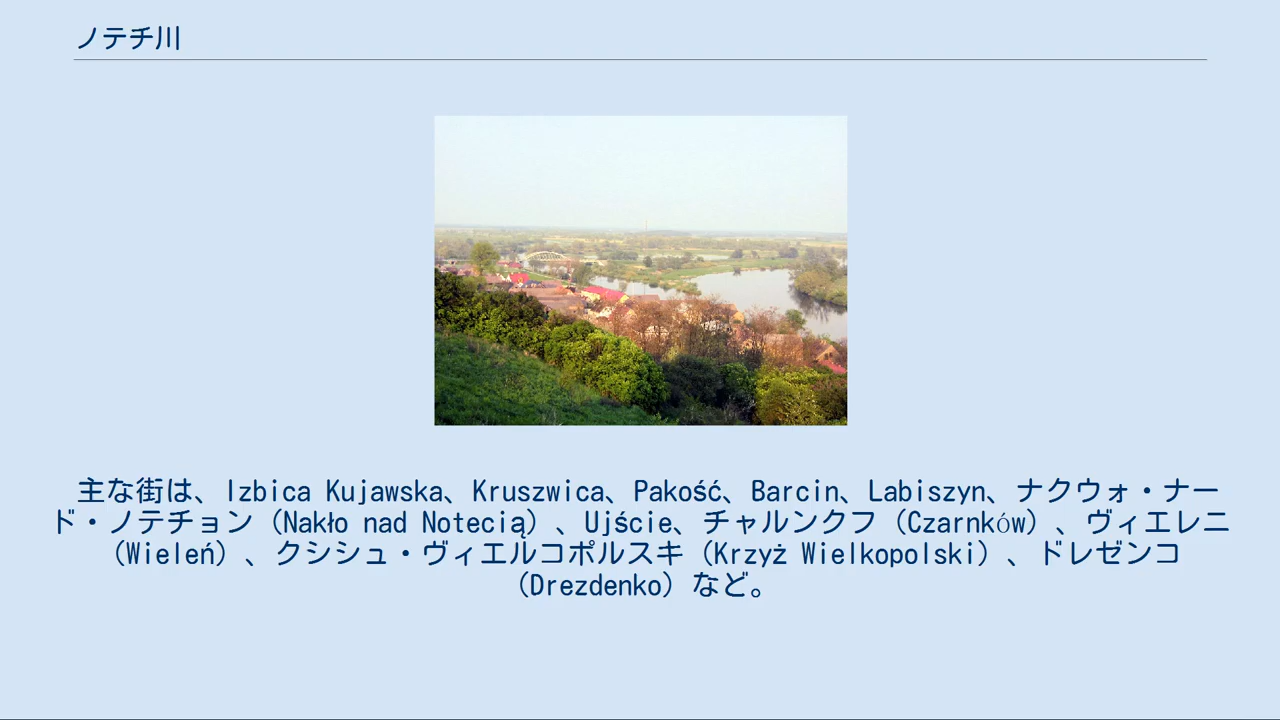 ノテチ川
主な街は、Izbica Kujawska、Kruszwica、Pakość、Barcin、Labiszyn、ナクウォ・ナー
ド・ノテチョン（Nakło nad Notecią）、Ujście、チャルンクフ（Czarnków）、ヴィエレニ
（Wieleń）、クシシュ・ヴィエルコポルスキ（Krzyż Wielkopolski）、ドレゼンコ
（Drezdenko）など。